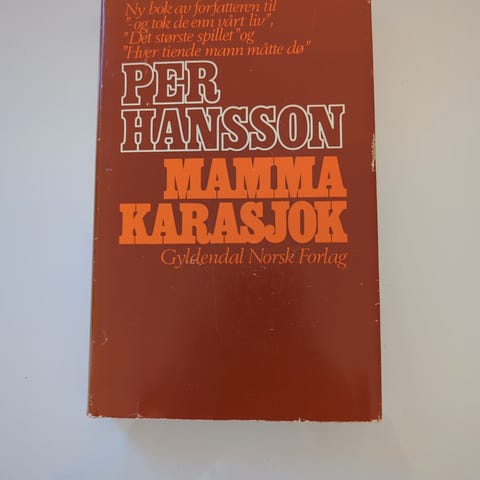 Ny bok av forfatteren til
"-og tok de enn vårt liv",
"Det største spillet" og
"Hver tiende mann måtte dø"
PER
HANSSON
MAMMA
KARASJOK
Gyldendal Norsk Forlag